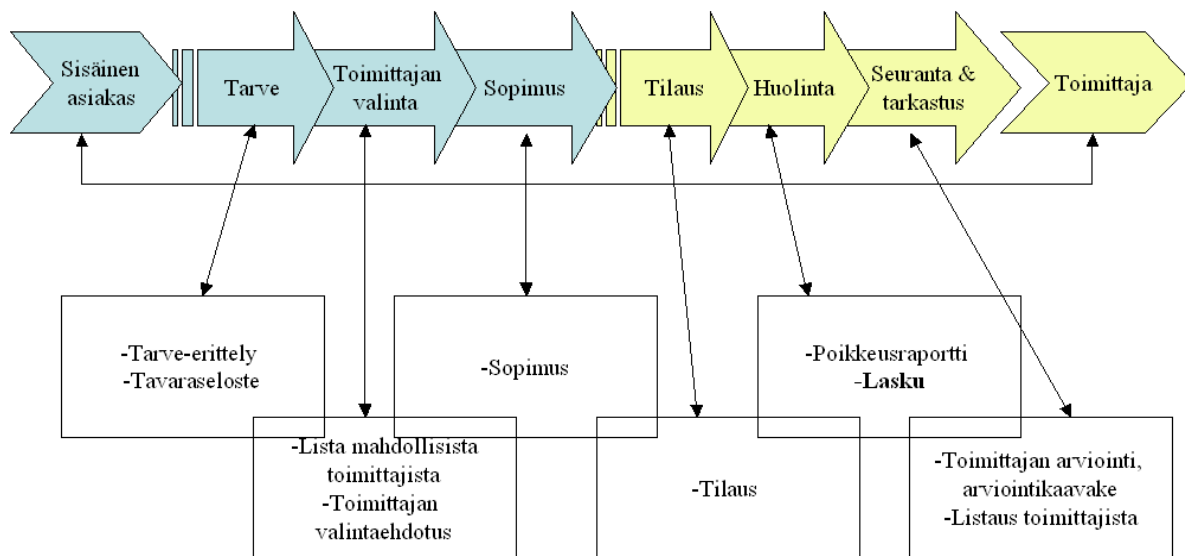 Sisäinen
asiakas
Tarve
Toimittajan
valinta
Sopimus
Tilaus
Huolinta
Seuranta &
tarkastus
Toimittaja
-Tarve-erittely
-Tavaraseloste
-Sopimus
-Poikkeusraportti
-Lasku
-Lista mahdollisista
toimittajista
-Toimittajan
valintaehdotus
-Tilaus
-Toimittajan arviointi,
arviointikaavake
-Listaus toimittajista